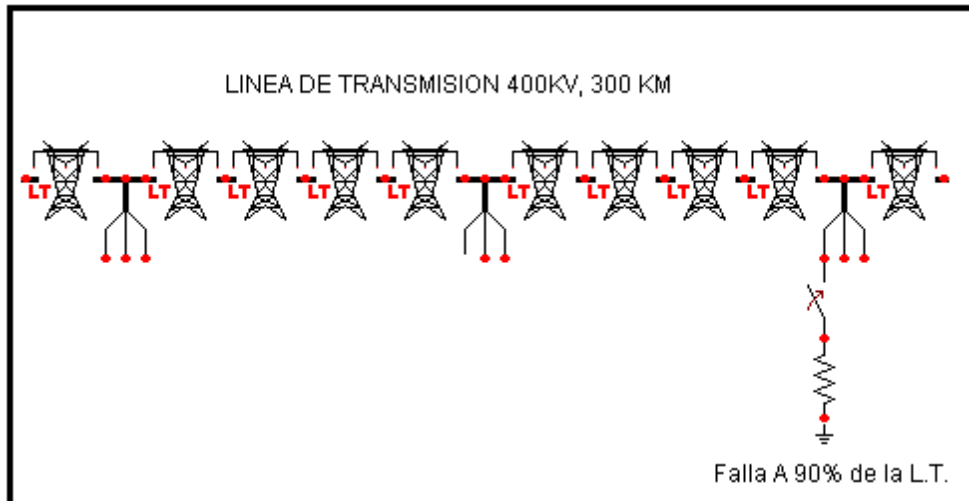 LINEA DE TRANSMISION 400KV, 300 KM
LT LT LT LT LT LT LT LT LT LT
Falla A 90% de la L.T.